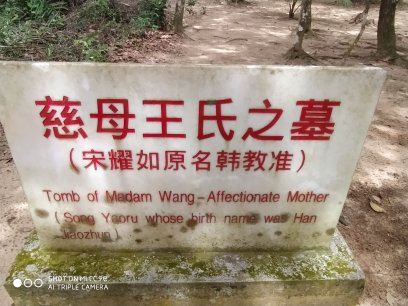 慈母王氏之墓
（宋耀如原名韩教准）
Tomb of Madam Wang-Affectionate Mother
( Song Yaoru whose birth name was Han
Jiaozhun )
SHOT ON MI CC9E
AI TRIPLE CAMERA